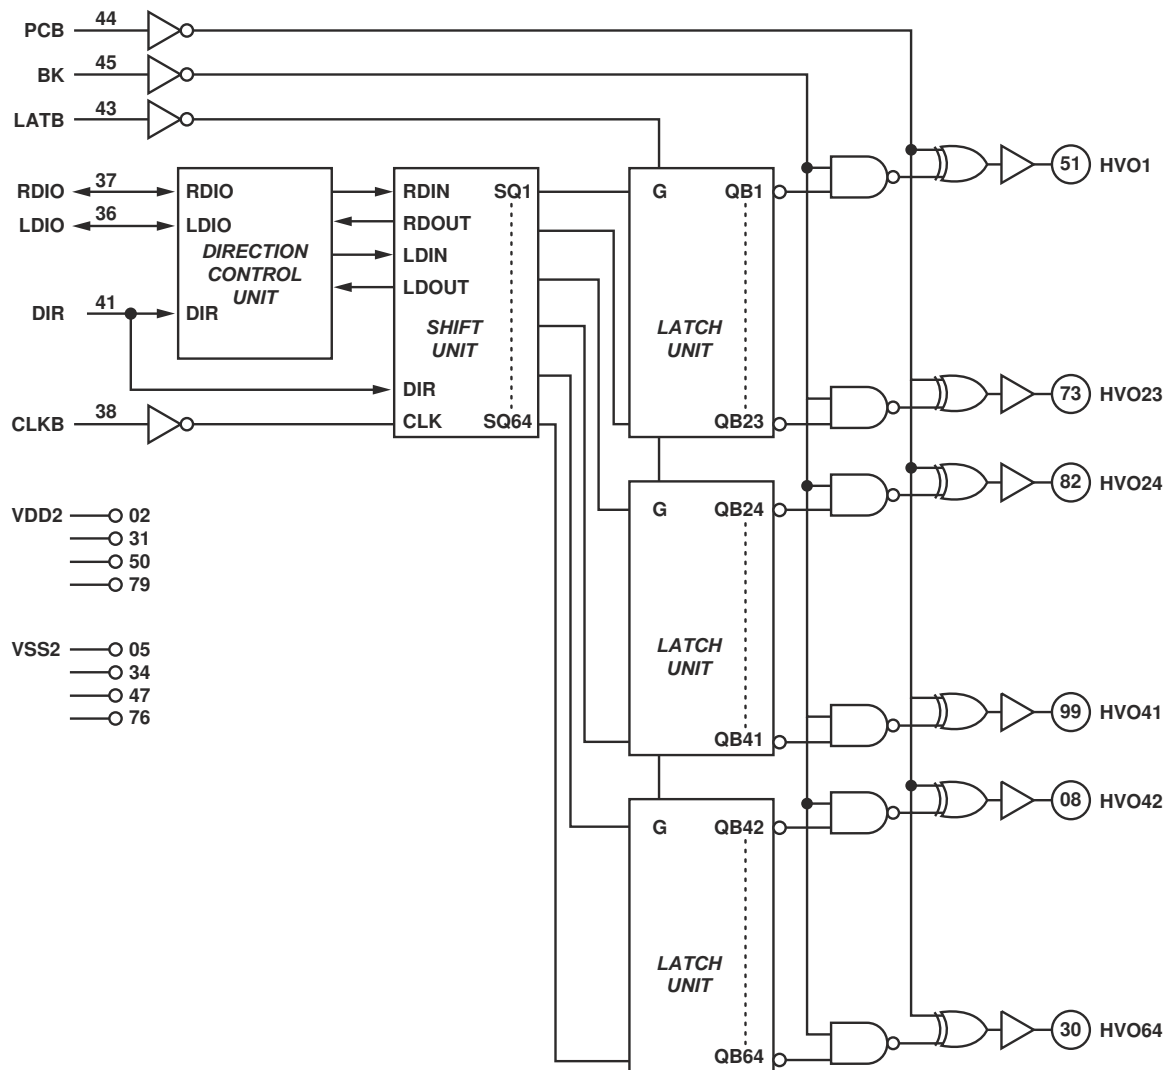 PCB 44
BK 45
LATB 43
51 HVO1
RDIO 37 RDIO RDIN SQ1 G QB1
LDIO 36 LDIO RDOUT
DIRECTION
CONTROL
UNIT
LDIN
LDOUT
DIR 41 DIR
SHIFT
UNIT
LATCH
UNIT
DIR
73 HVO23
CLKB 38 CLK SQ64 QB23
82 HVO24
G QB24
VDD2 02
31
50
79
VSS2 05
34
47
76
LATCH
UNIT
99 HVO41
QB41
08 HVO42
G QB42
LATCH
UNIT
30 HVO64
QB64